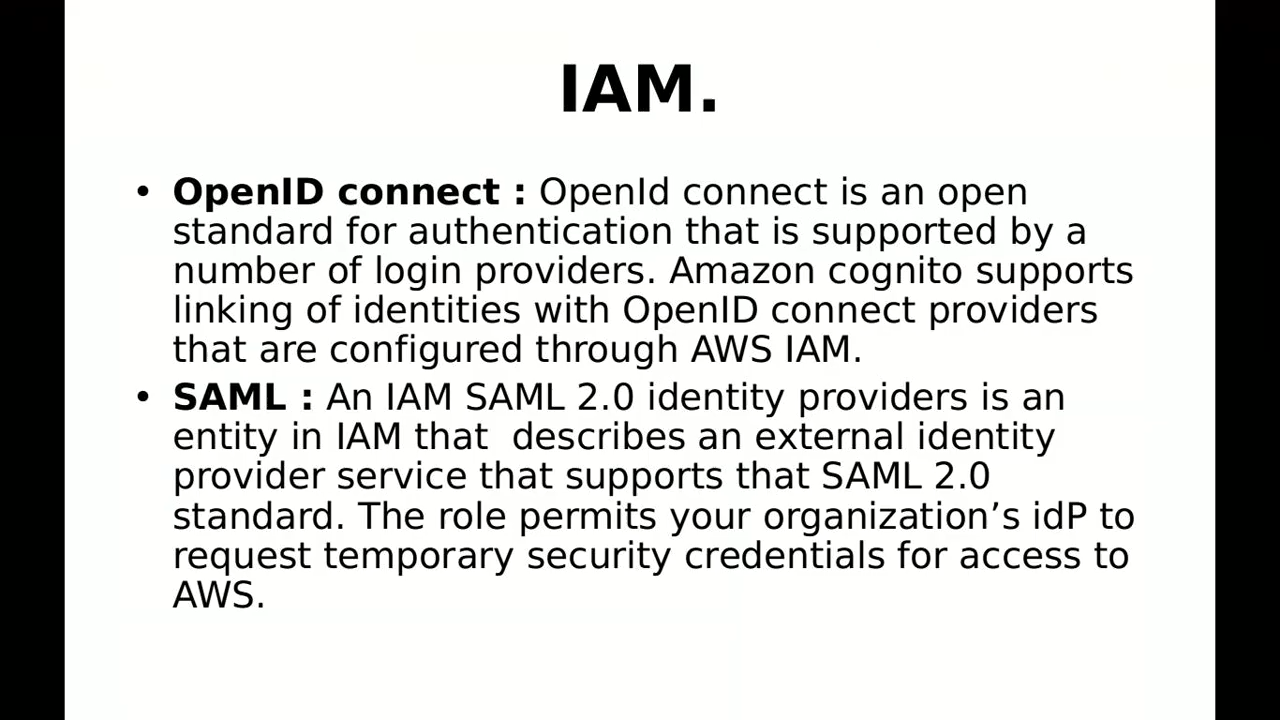 IAM.
• OpenID connect : OpenId connect is an open
standard for authentication that is supported by a
number of login providers. Amazon cognito supports
linking of identities with OpenID connect providers
that are configured through AWS IAM.
• SAML : An IAM SAML 2.0 identity providers is an
entity in IAM that  describes an external identity
provider service that supports that SAML 2.0
standard. The role permits your organization’s idP to
request temporary security credentials for access to
AWS.